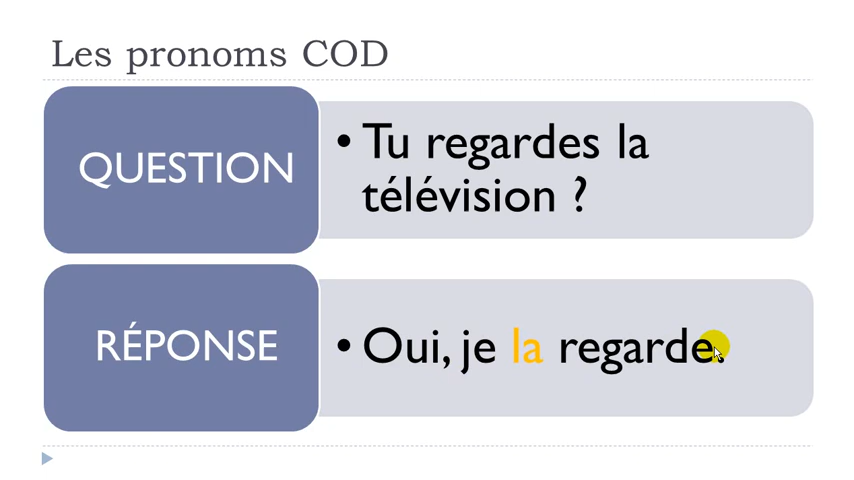 Les pronoms COD
QUESTION
• Tu regardes la
télévision ?
RÉPONSE
• Oui, je la regarde.